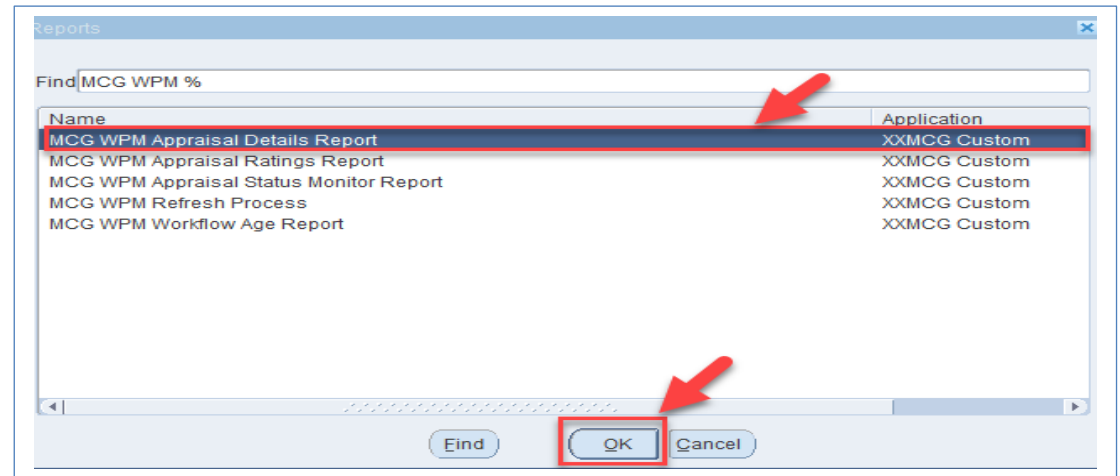 Reports
Find MCG WPM %
Name Application
MCG WPM Appraisal Details Report XXMCG Custom
MCG WPM Appraisal Ratings Report XXMCG Custom
MCG WPM Appraisal Status Monitor Report XXMCG Custom
MCG WPM Refresh Process XXMCG Custom
MCG WPM Workflow Age Report XXMCG Custom
Find OK Cancel